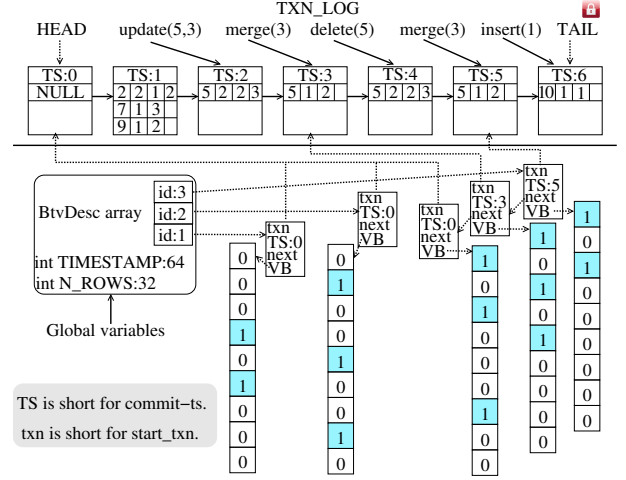 TXN_LOG
HEAD update(5,3) merge(3) delete(5) merge(3) insert(1) TAIL
TS:0 TS:1 TS:2 TS:3 TS:4 TS:5 TS:6
NULL 2 2 1 2 5 2 2 3 5 1 2 5 2 2 3 5 1 2 10 1 1
7 1 3
9 1 2
BtvDesc array
id:3
id:2
id:1
int TIMESTAMP:64
int N_ROWS:32
Global variables
txn
TS:0
next
VB
0
0
0
1
0
1
0
0
0
txn
TS:0
next
VB
0
1
0
0
1
0
0
1
0
txn
TS:0
next
VB
1
0
1
0
0
0
1
0
0
txn
TS:3
next
VB
1
0
1
0
1
0
0
0
0
txn
TS:5
next
VB
1
0
1
0
0
0
0
0
0
TS is short for commit−ts.
txn is short for start_txn.